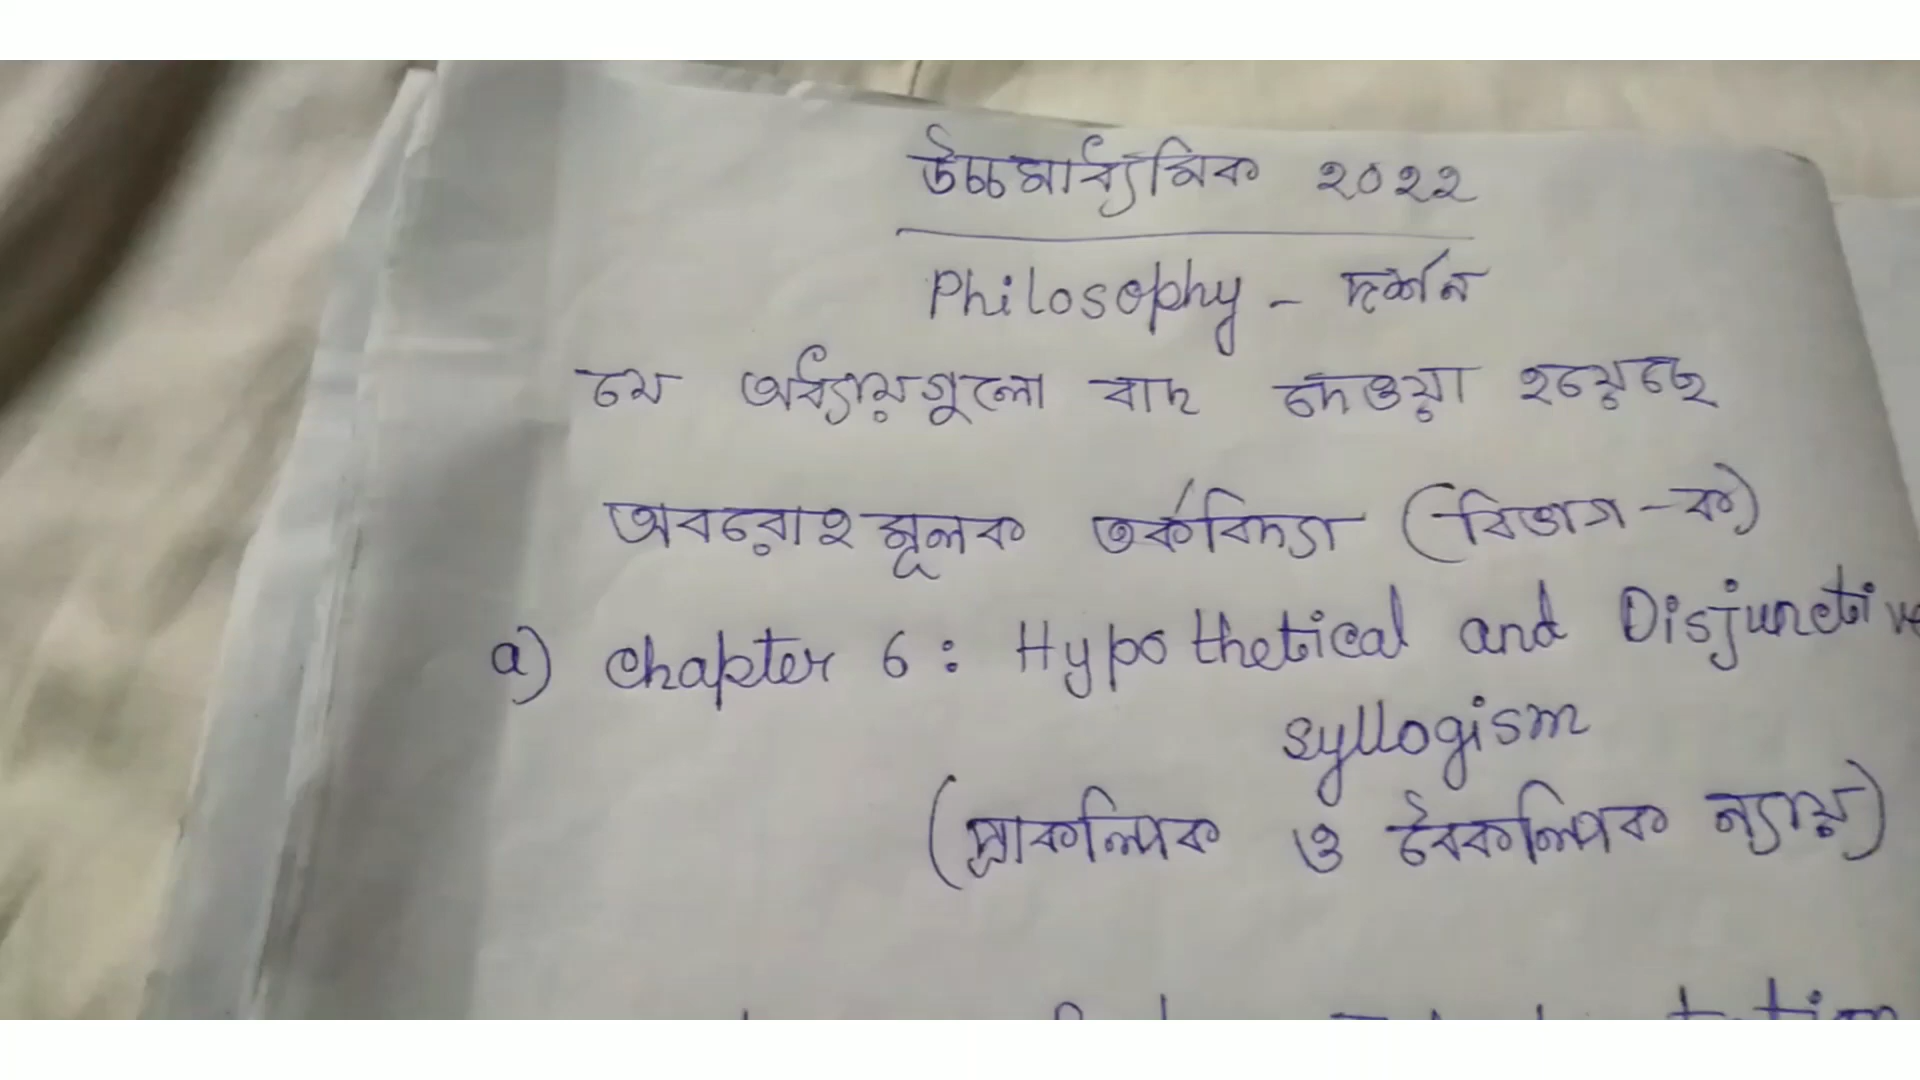 উচ্চমাধ্যমিক ২০২২
Philosophy - দর্শন
যে অধ্যায়গুলো বাদ দেওয়া হয়েছে
অবরোহমূলক তর্কবিদ্যা (বিভাগ-ক)
a) Chapter 6 : Hypothetical and Disjunctive
syllogism
(প্রাকল্পিক ও বৈকল্পিক ন্যায়)